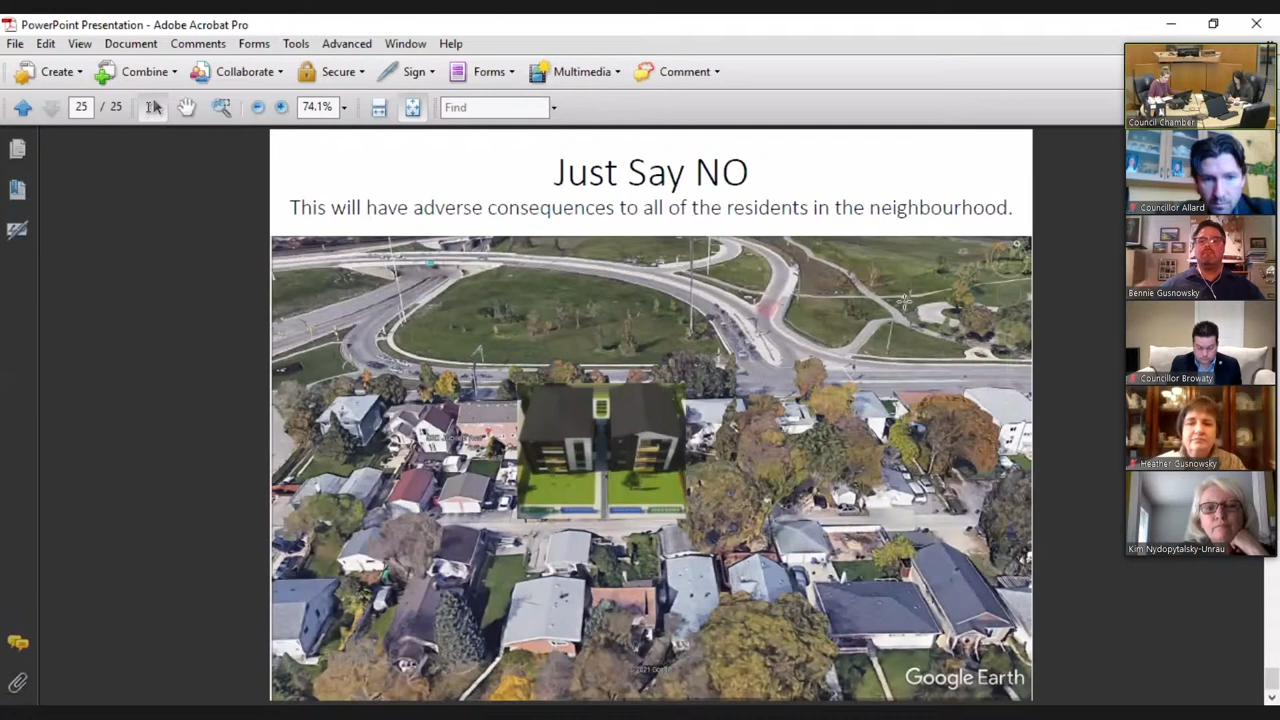 PowerPoint Presentation - Adobe Acrobat Pro
File Edit View Document Comments Forms Tools Advanced Window Help
Create Combine Collaborate Secure Sign Forms Multimedia Comment
25 / 25 74.1% Find
Just Say NO
This will have adverse consequences to all of the residents in the neighbourhood.
Google Earth
Council Chamber
Councillor Allard
Bennie Gusnowsky
Councillor Browaty
Heather Gusnowsky
Kim Nydopytalsky-Unrau